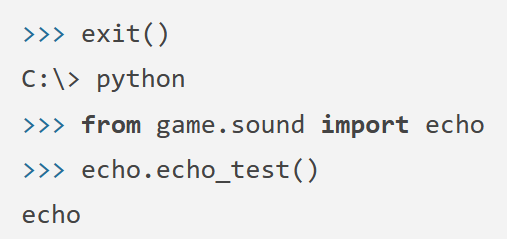 >>> exit()
C:\> python
>>> from game.sound import echo
>>> echo.echo_test()
echo